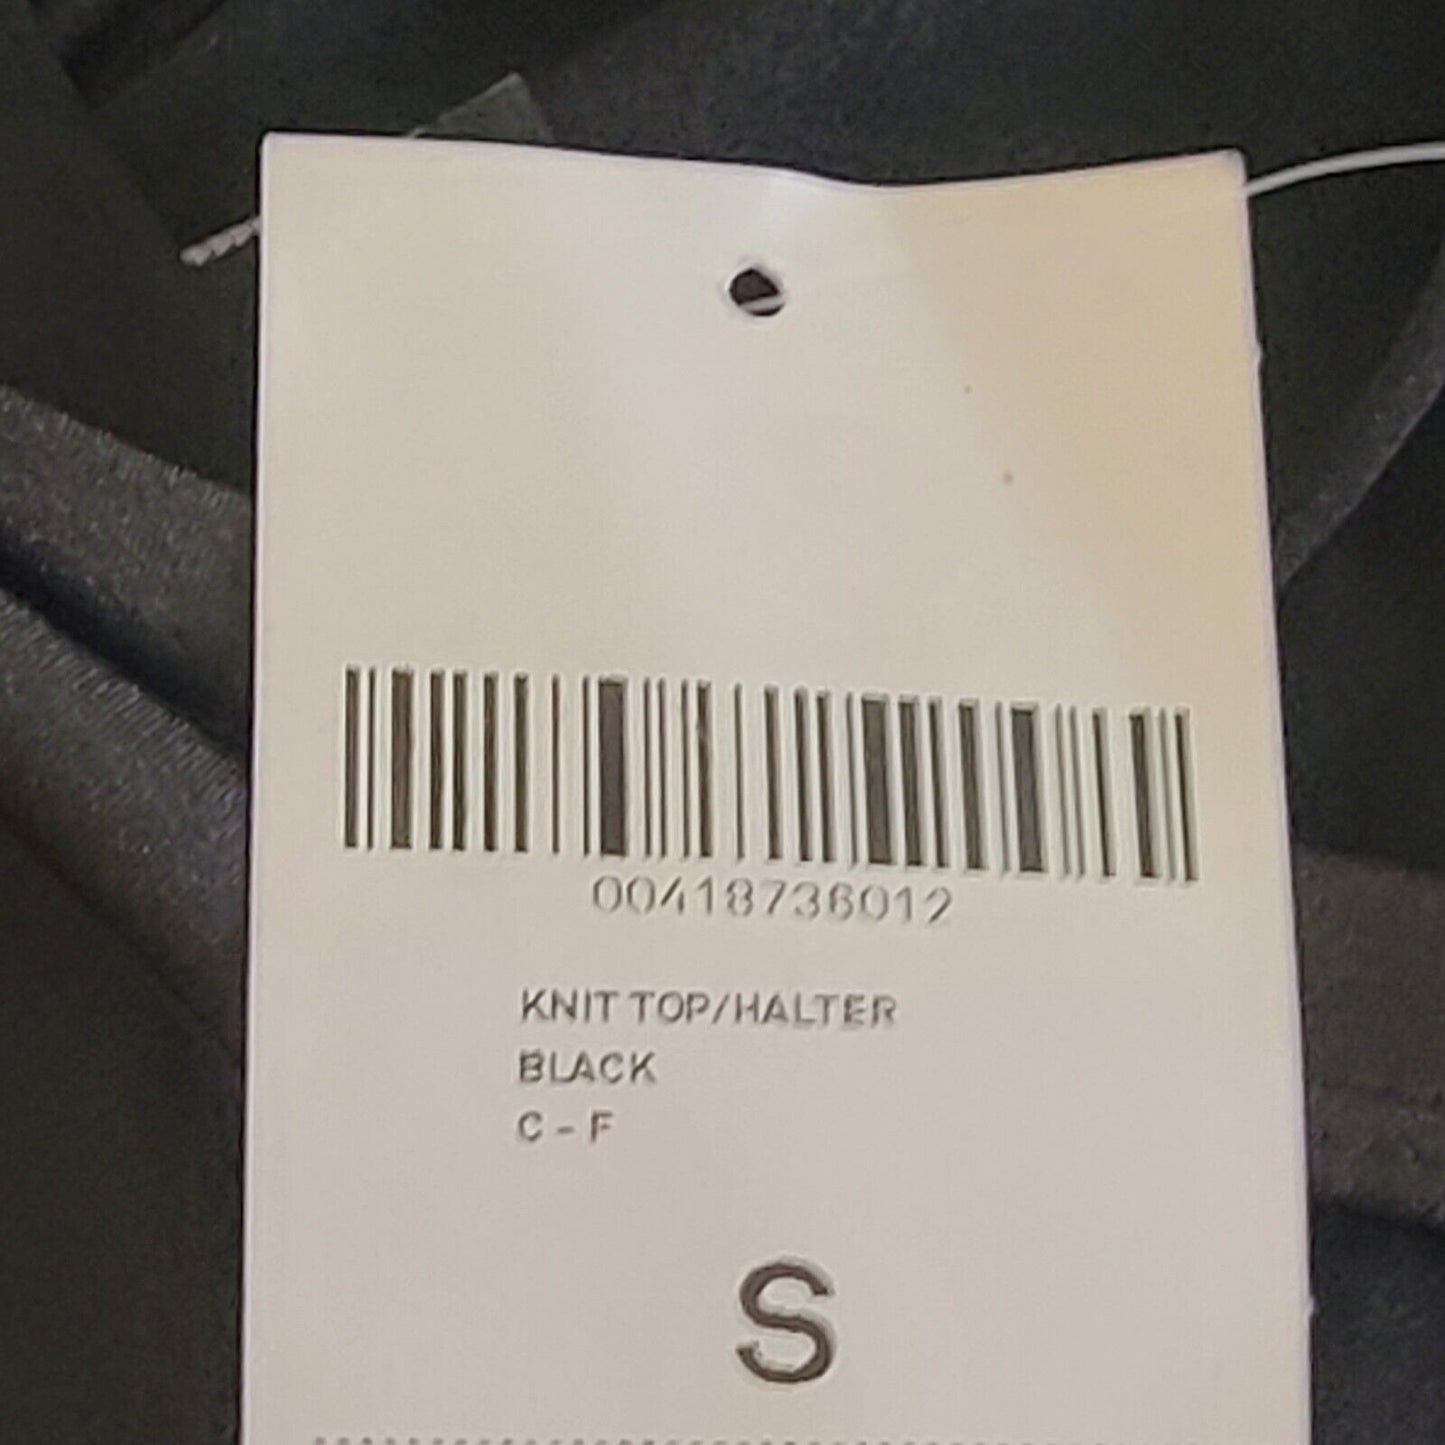 00418736012
KNIT TOP/HALTER
BLACK
C - F
S